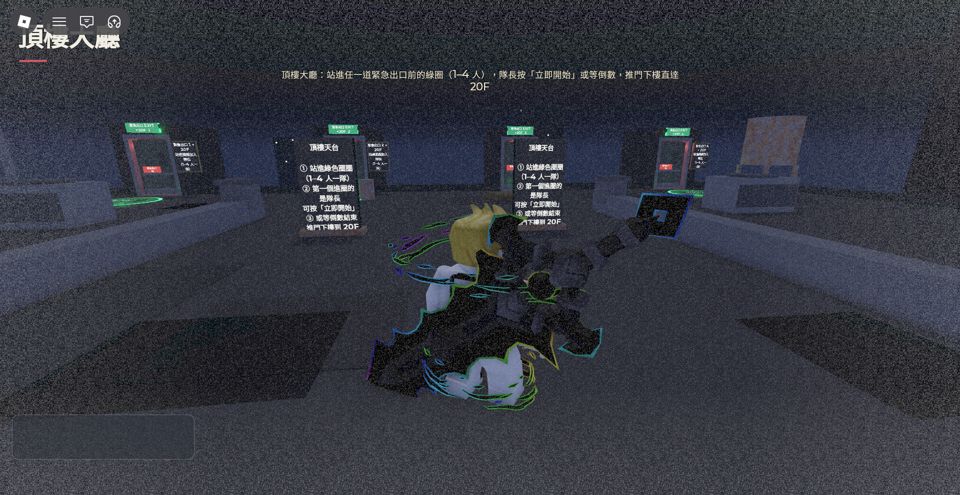 頂樓大廳
頂樓大廳：站進任一道緊急出口前的綠圈（1–4 人），隊長按「立即開始」或等倒數，推門下樓直達
20F
頂樓天台
① 站進綠色圈圈
（1–4 人一隊）
② 第一個進圈的
是隊長
可按「立即開始」
③ 或等倒數結束
推門下樓到 20F
頂樓天台
① 站進綠色圈圈
（1–4 人一隊）
② 第一個進圈的
是隊長
可按「立即開始」
③ 或等倒數結束
推門下樓到 20F